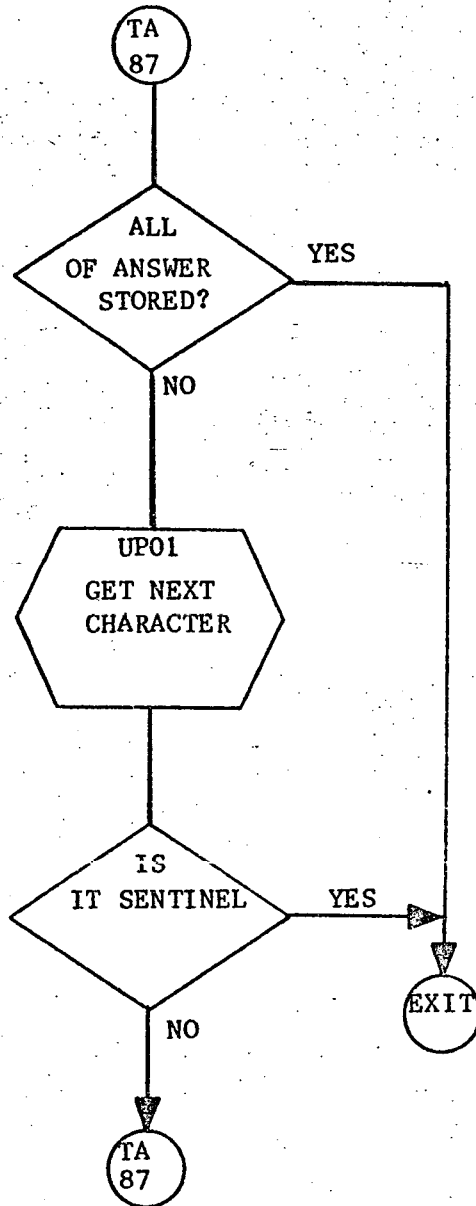 TA
87
ALL
OF ANSWER
STORED?
YES
NO
UP01
GET NEXT
CHARACTER
IS
IT SENTINEL
YES
EXIT
NO
TA
87